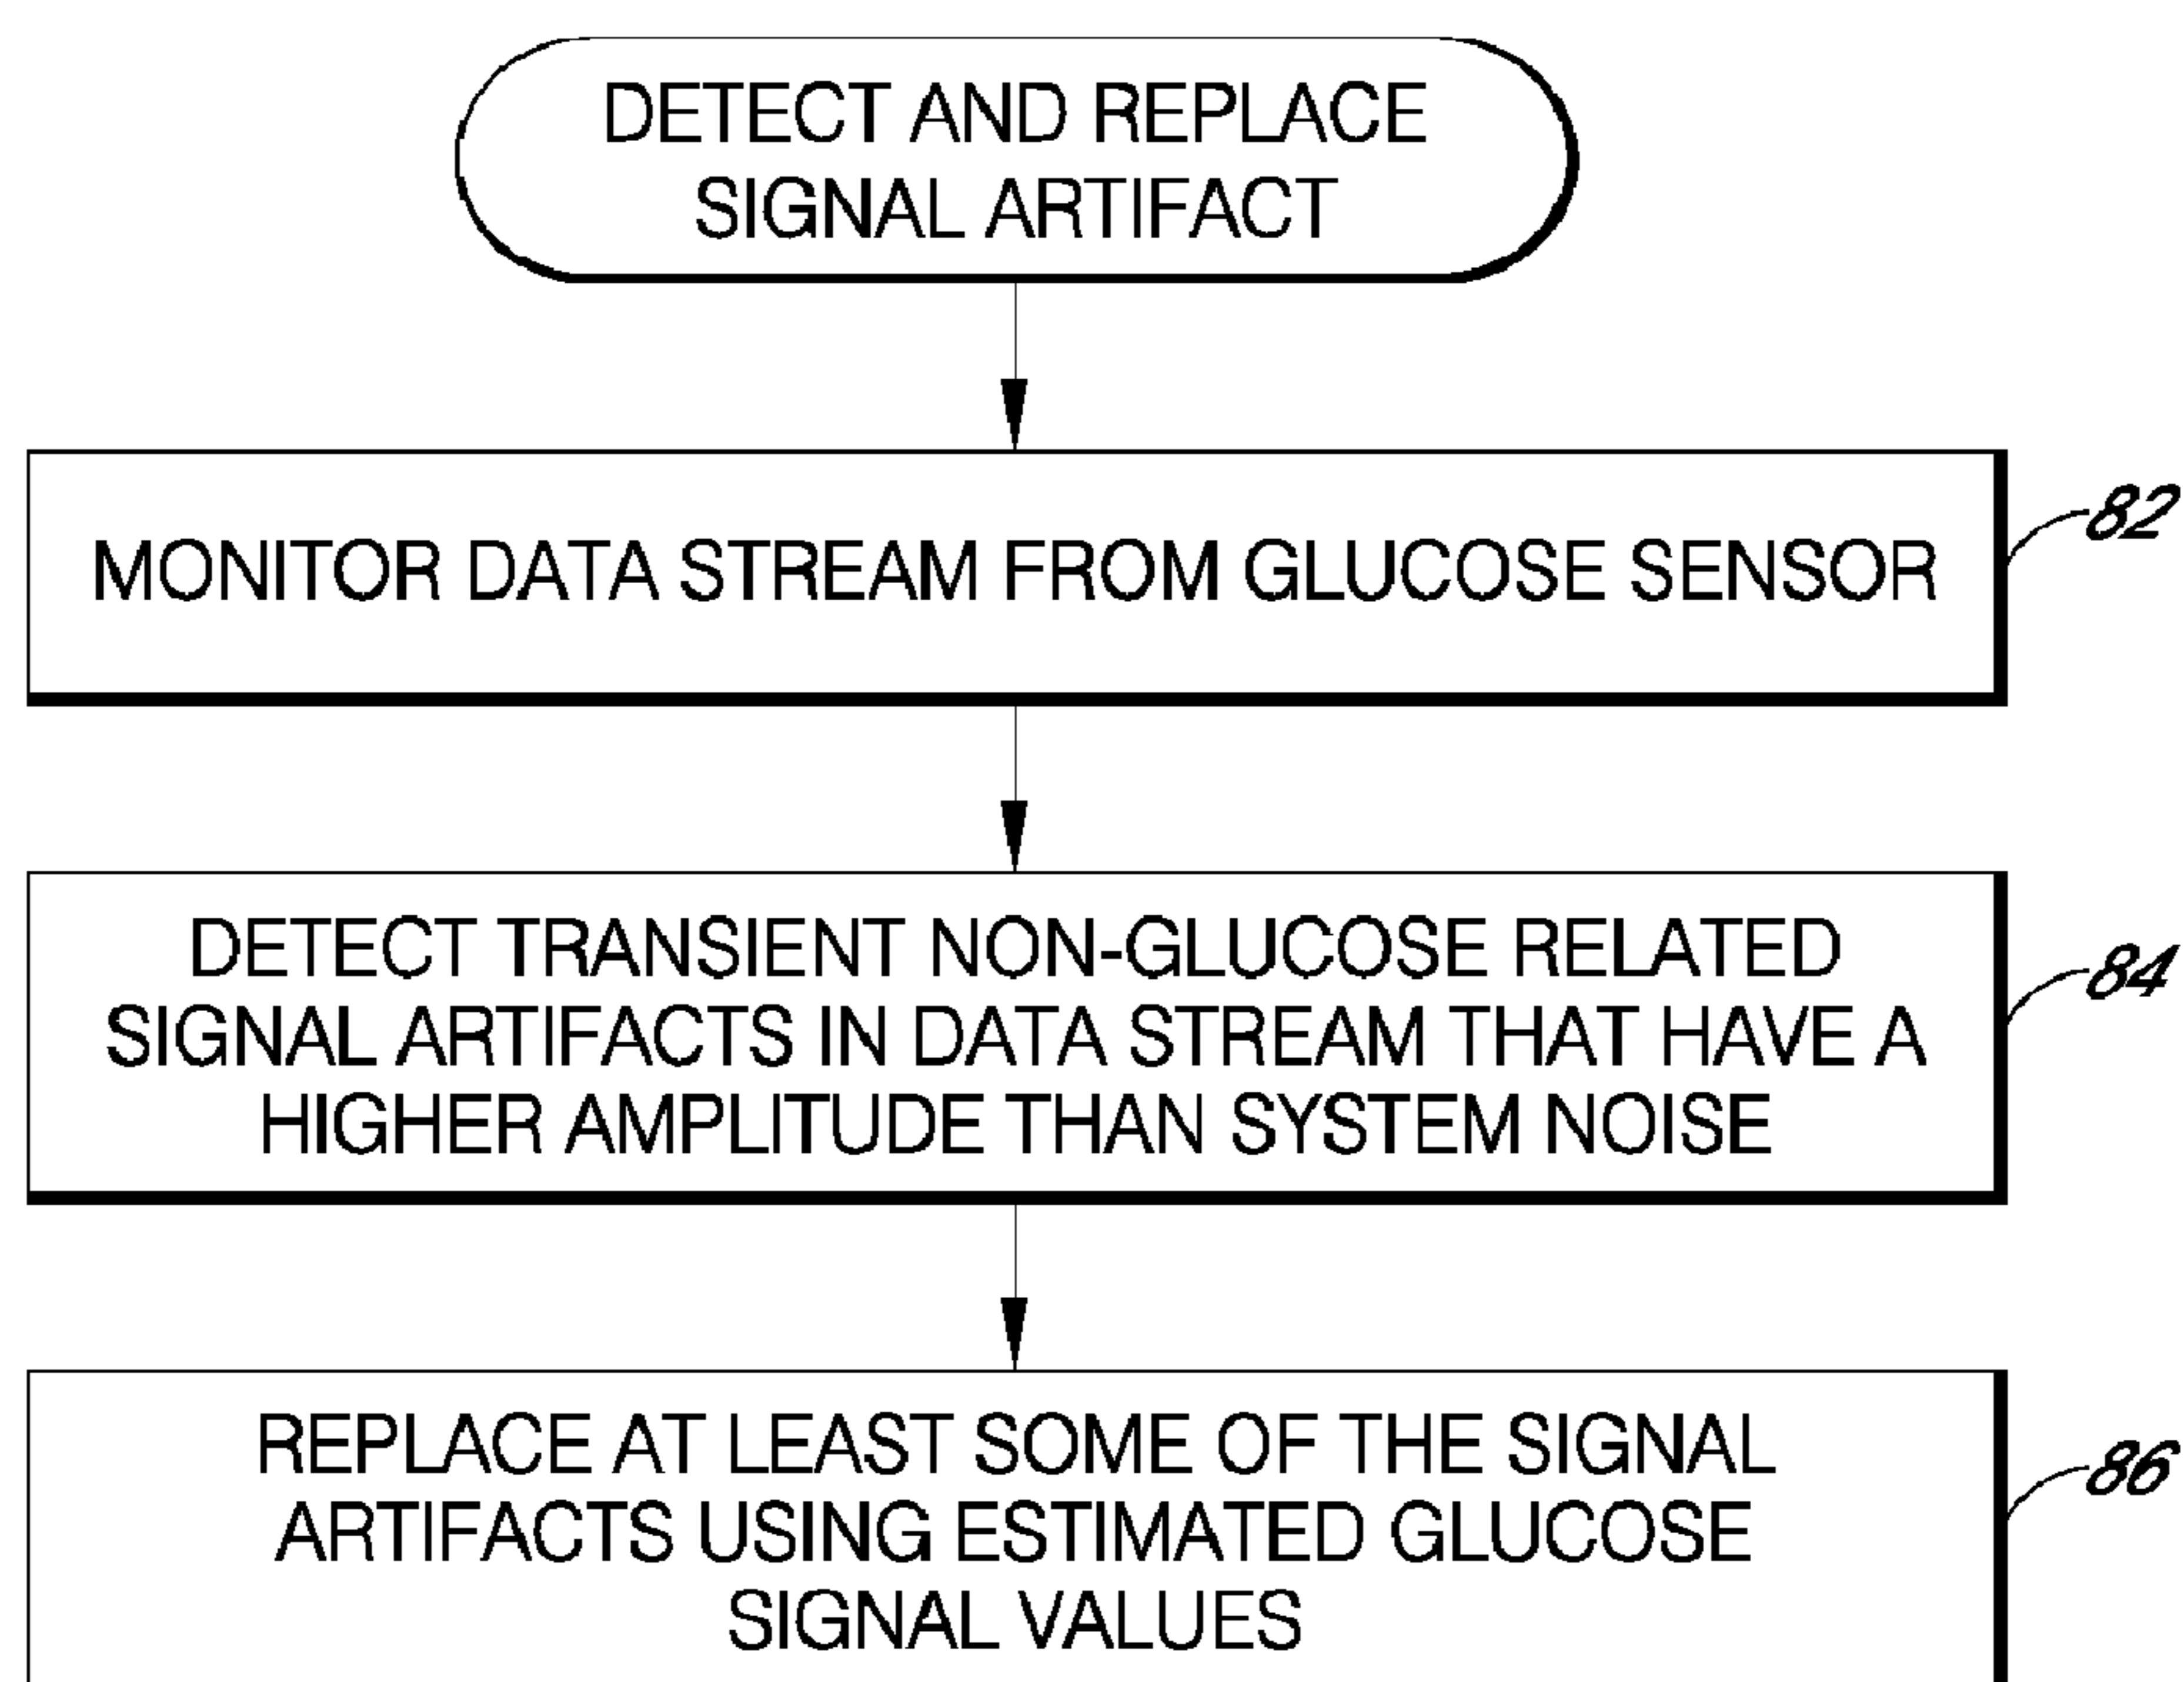 DETECT AND REPLACE
SIGNAL ARTIFACT
MONITOR DATA STREAM FROM GLUCOSE SENSOR
82
DETECT TRANSIENT NON-GLUCOSE RELATED
SIGNAL ARTIFACTS IN DATA STREAM THAT HAVE A
HIGHER AMPLITUDE THAN SYSTEM NOISE
84
REPLACE AT LEAST SOME OF THE SIGNAL
ARTIFACTS USING ESTIMATED GLUCOSE
SIGNAL VALUES
86